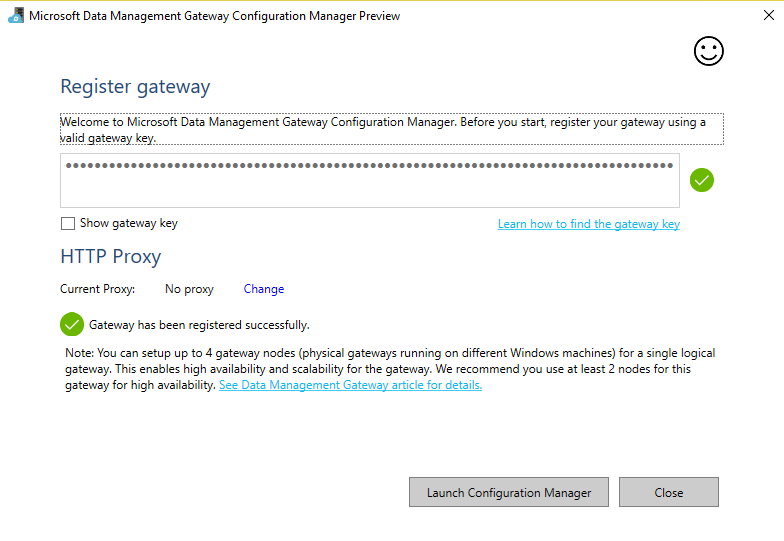 Microsoft Data Management Gateway Configuration Manager Preview
Register gateway
Welcome to Microsoft Data Management Gateway Configuration Manager. Before you start, register your gateway using a
valid gateway key.
Show gateway key
Learn how to find the gateway key
HTTP Proxy
Current Proxy: No proxy Change
Gateway has been registered successfully.
Note: You can setup up to 4 gateway nodes (physical gateways running on different Windows machines) for a single logical
gateway. This enables high availability and scalability for the gateway. We recommend you use at least 2 nodes for this
gateway for high availability. See Data Management Gateway article for details.
Launch Configuration Manager Close